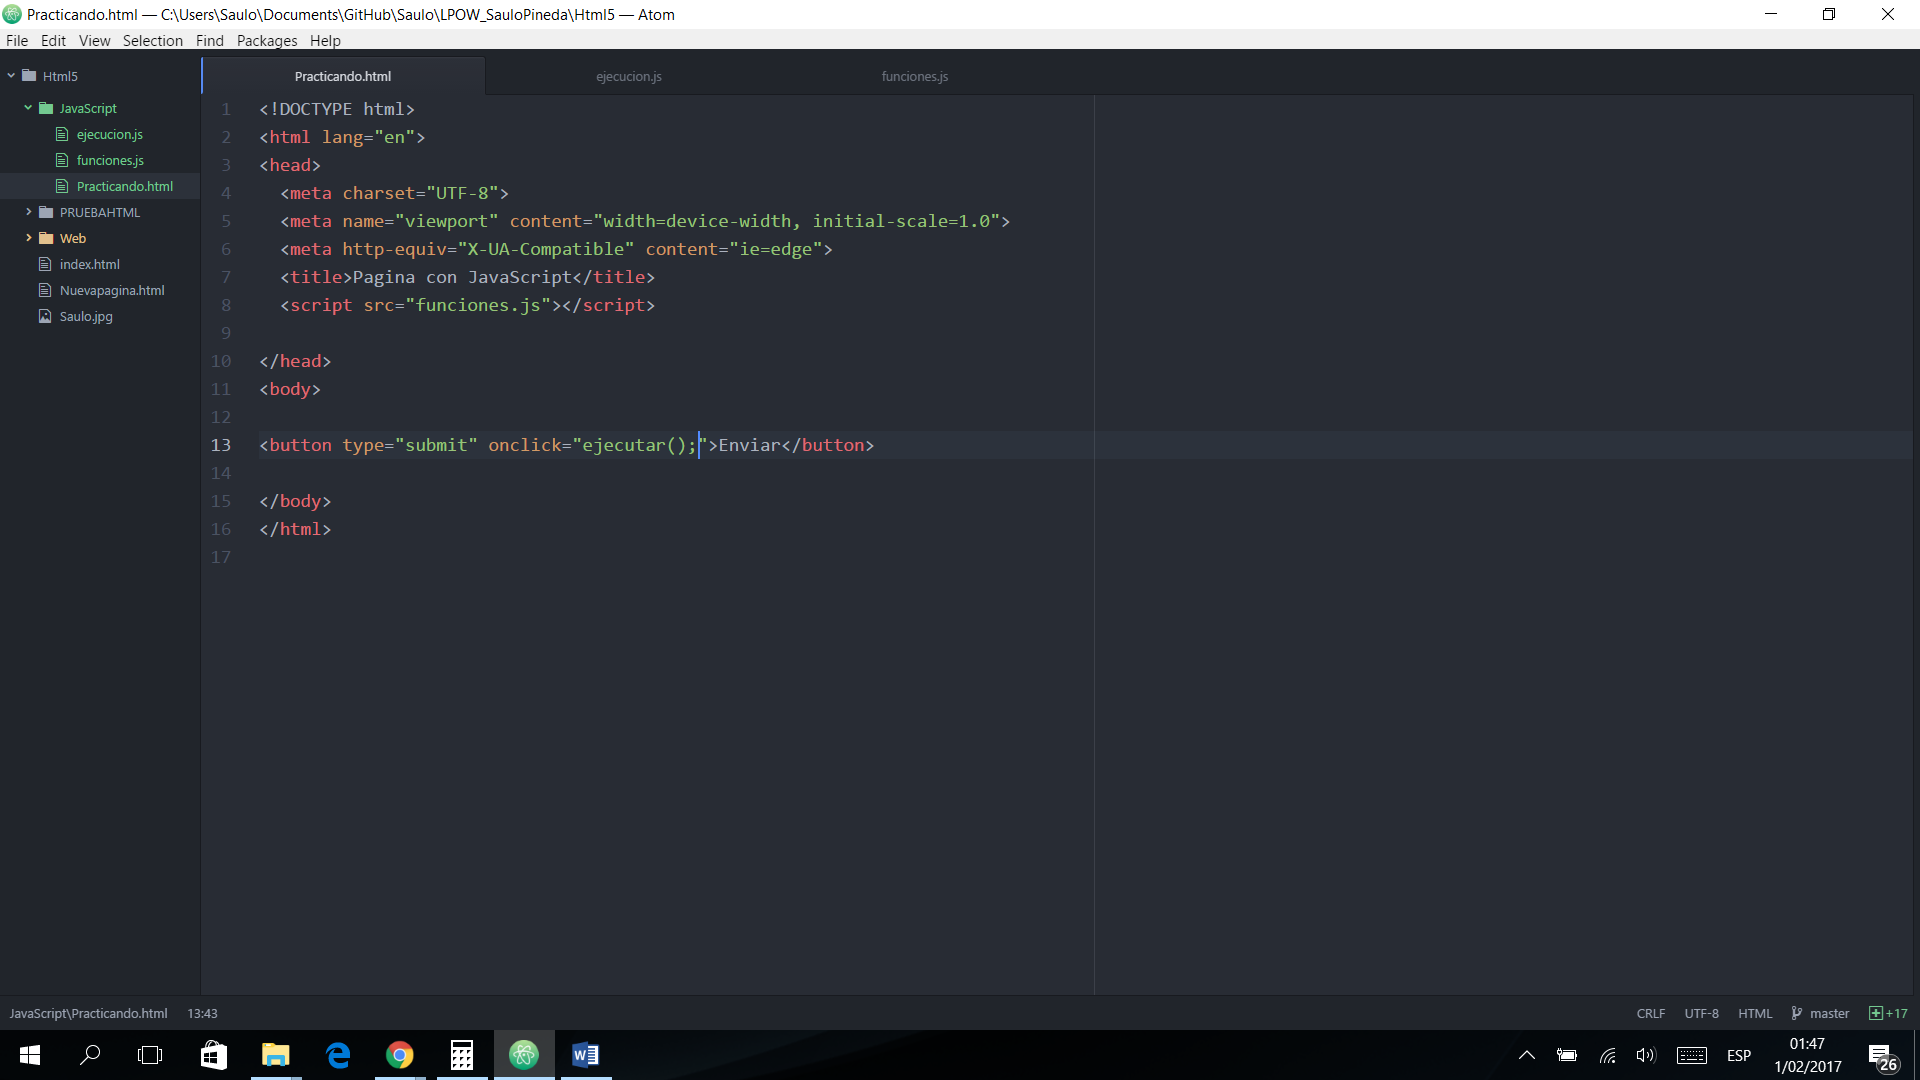 Practicando.html — C:\Users\Saulo\Documents\GitHub\Saulo\LPOW_SauloPineda\Html5 — Atom
File Edit View Selection Find Packages Help
Html5
JavaScript
ejecucion.js
funciones.js
Practicando.html
PRUEBAHTML
Web
index.html
Nuevapagina.html
Saulo.jpg
Practicando.html ejecucion.js funciones.js
1 <!DOCTYPE html>
2 <html lang="en">
3 <head>
4 <meta charset="UTF-8">
5 <meta name="viewport" content="width=device-width, initial-scale=1.0">
6 <meta http-equiv="X-UA-Compatible" content="ie=edge">
7 <title>Pagina con JavaScript</title>
8 <script src="funciones.js"></script>
9
10 </head>
11 <body>
12
13 <button type="submit" onclick="ejecutar();">Enviar</button>
14
15 </body>
16 </html>
17
JavaScript\Practicando.html 13:43 CRLF UTF-8 HTML master +17
W ESP 01:47
1/02/2017
26